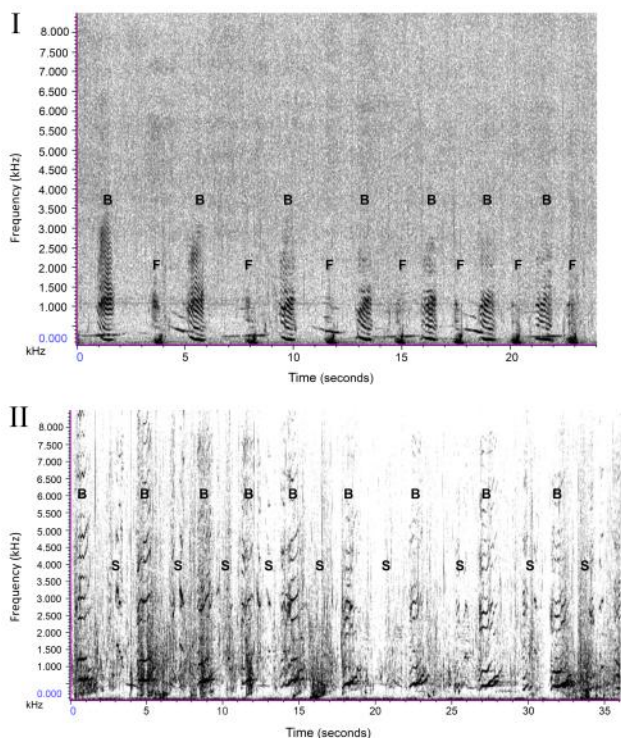 I
8.000
7.500
7.000
6.500
6.000
5.500
5.000
4.500
4.000
3.500
3.000
2.500
2.000
1.500
1.000
0.000
kHz
Frequency (kHz)
B B B B B B B
F F F F F F F
0 5 10 15 20
Time (seconds)
II
8.000
7.500
7.000
6.500
6.000
5.500
5.000
4.500
4.000
3.500
3.000
2.500
2.000
1.500
1.000
0.000
kHz
Frequency (kHz)
B B B B B B B B B
S S S S S S S S S
0 5 10 15 20 25 30 35
Time (seconds)